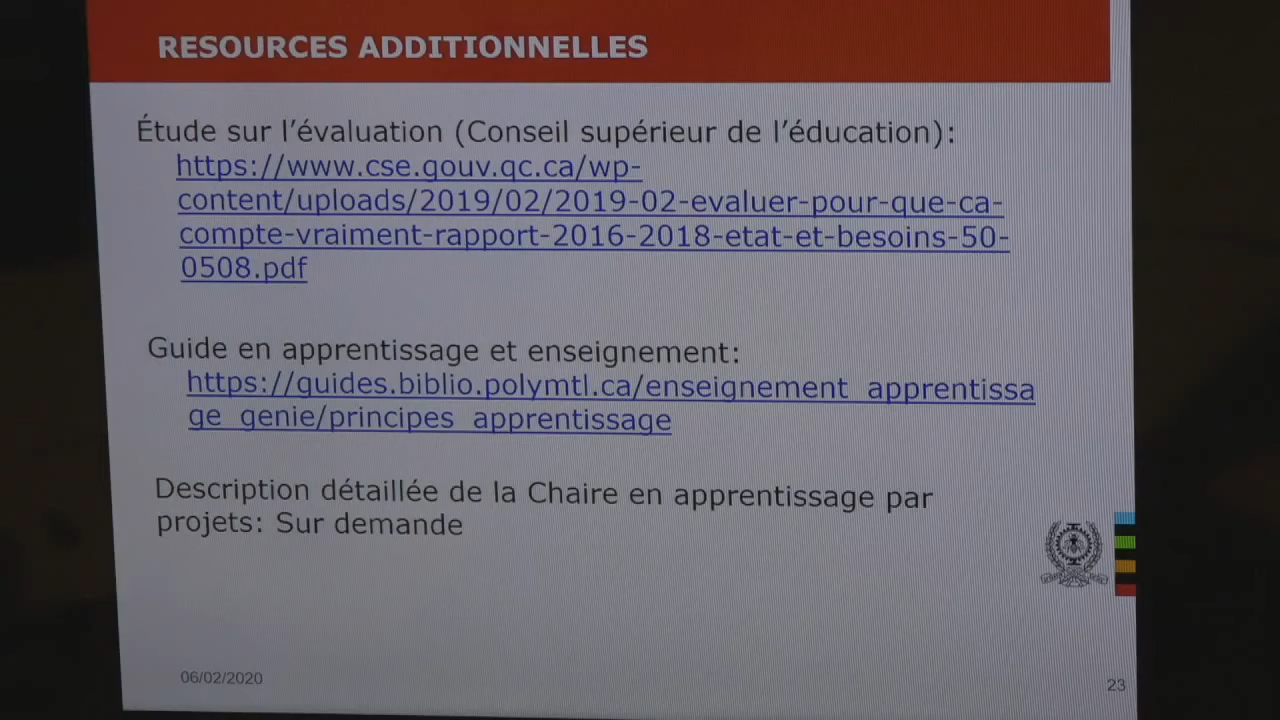 RESOURCES ADDITIONNELLES
Étude sur l'évaluation (Conseil supérieur de l'éducation):
https://www.cse.gouv.qc.ca/wp-
content/uploads/2019/02/2019-02-evaluer-pour-que-ca-
compte-vraiment-rapport-2016-2018-etat-et-besoins-50-
0508.pdf
Guide en apprentissage et enseignement:
https://guides.biblio.polymtl.ca/enseignement_apprentissa
ge_genie/principes_apprentissage
Description détaillée de la Chaire en apprentissage par
projets: Sur demande
06/02/2020
23